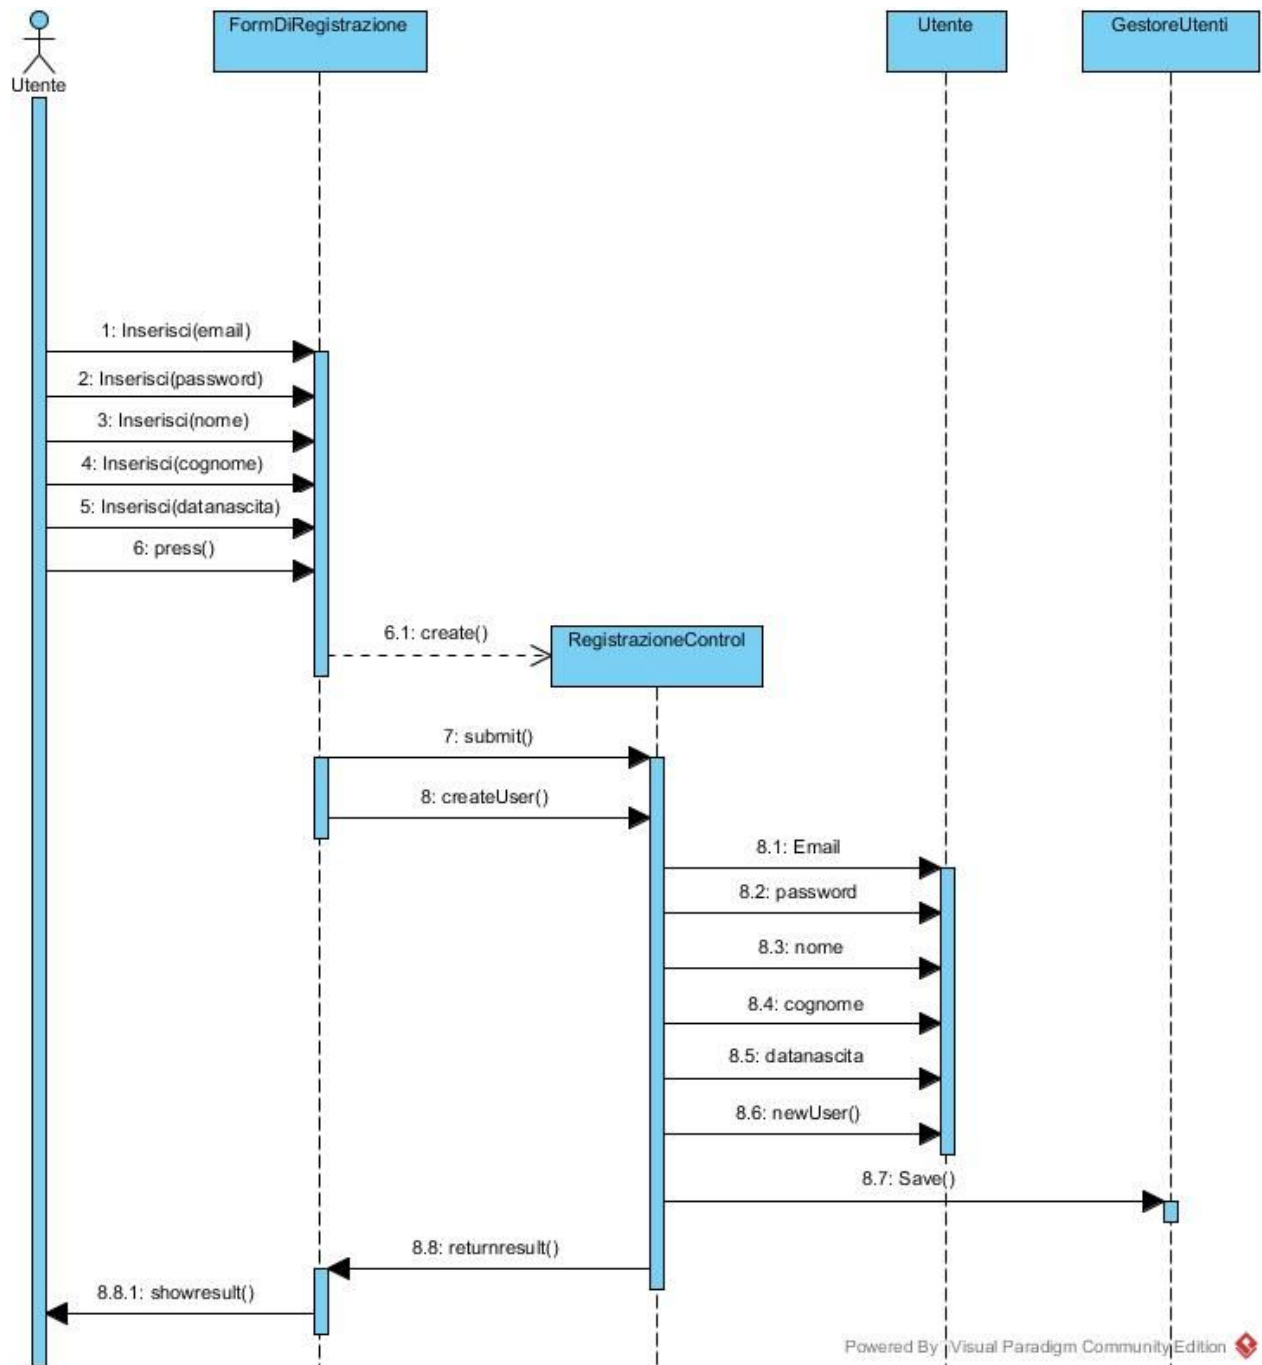 FormDiRegistrazione
Utente
GestoreUtenti
Utente
1: Inserisci(email)
2: Inserisci(password)
3: Inserisci(nome)
4: Inserisci(cognome)
5: Inserisci(datanascita)
6: press()
6.1: create()
RegistrazioneControl
7: submit()
8: createUser()
8.1: Email
8.2: password
8.3: nome
8.4: cognome
8.5: datanascita
8.6: newUser()
8.7: Save()
8.8: returnresult()
8.8.1: showresult()
Powered By Visual Paradigm Community Edition